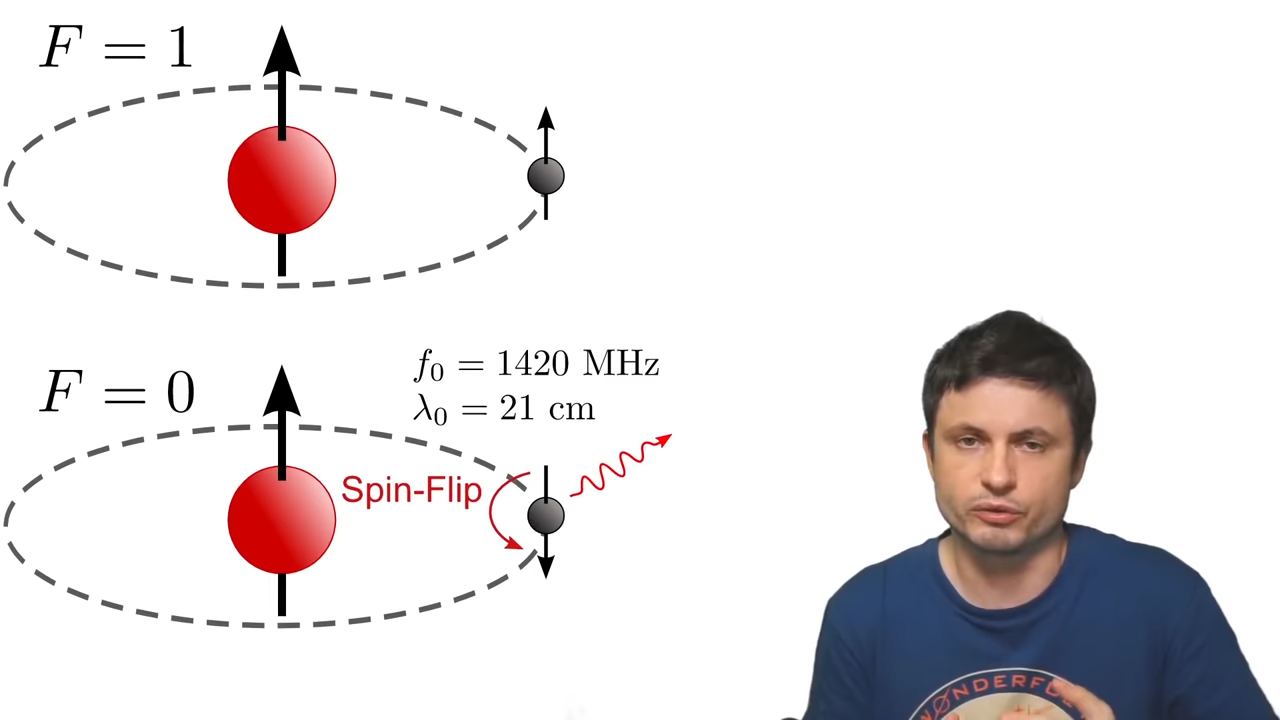 F = 1
F = 0
f₀ = 1420 MHz
λ₀ = 21 cm
Spin-Flip